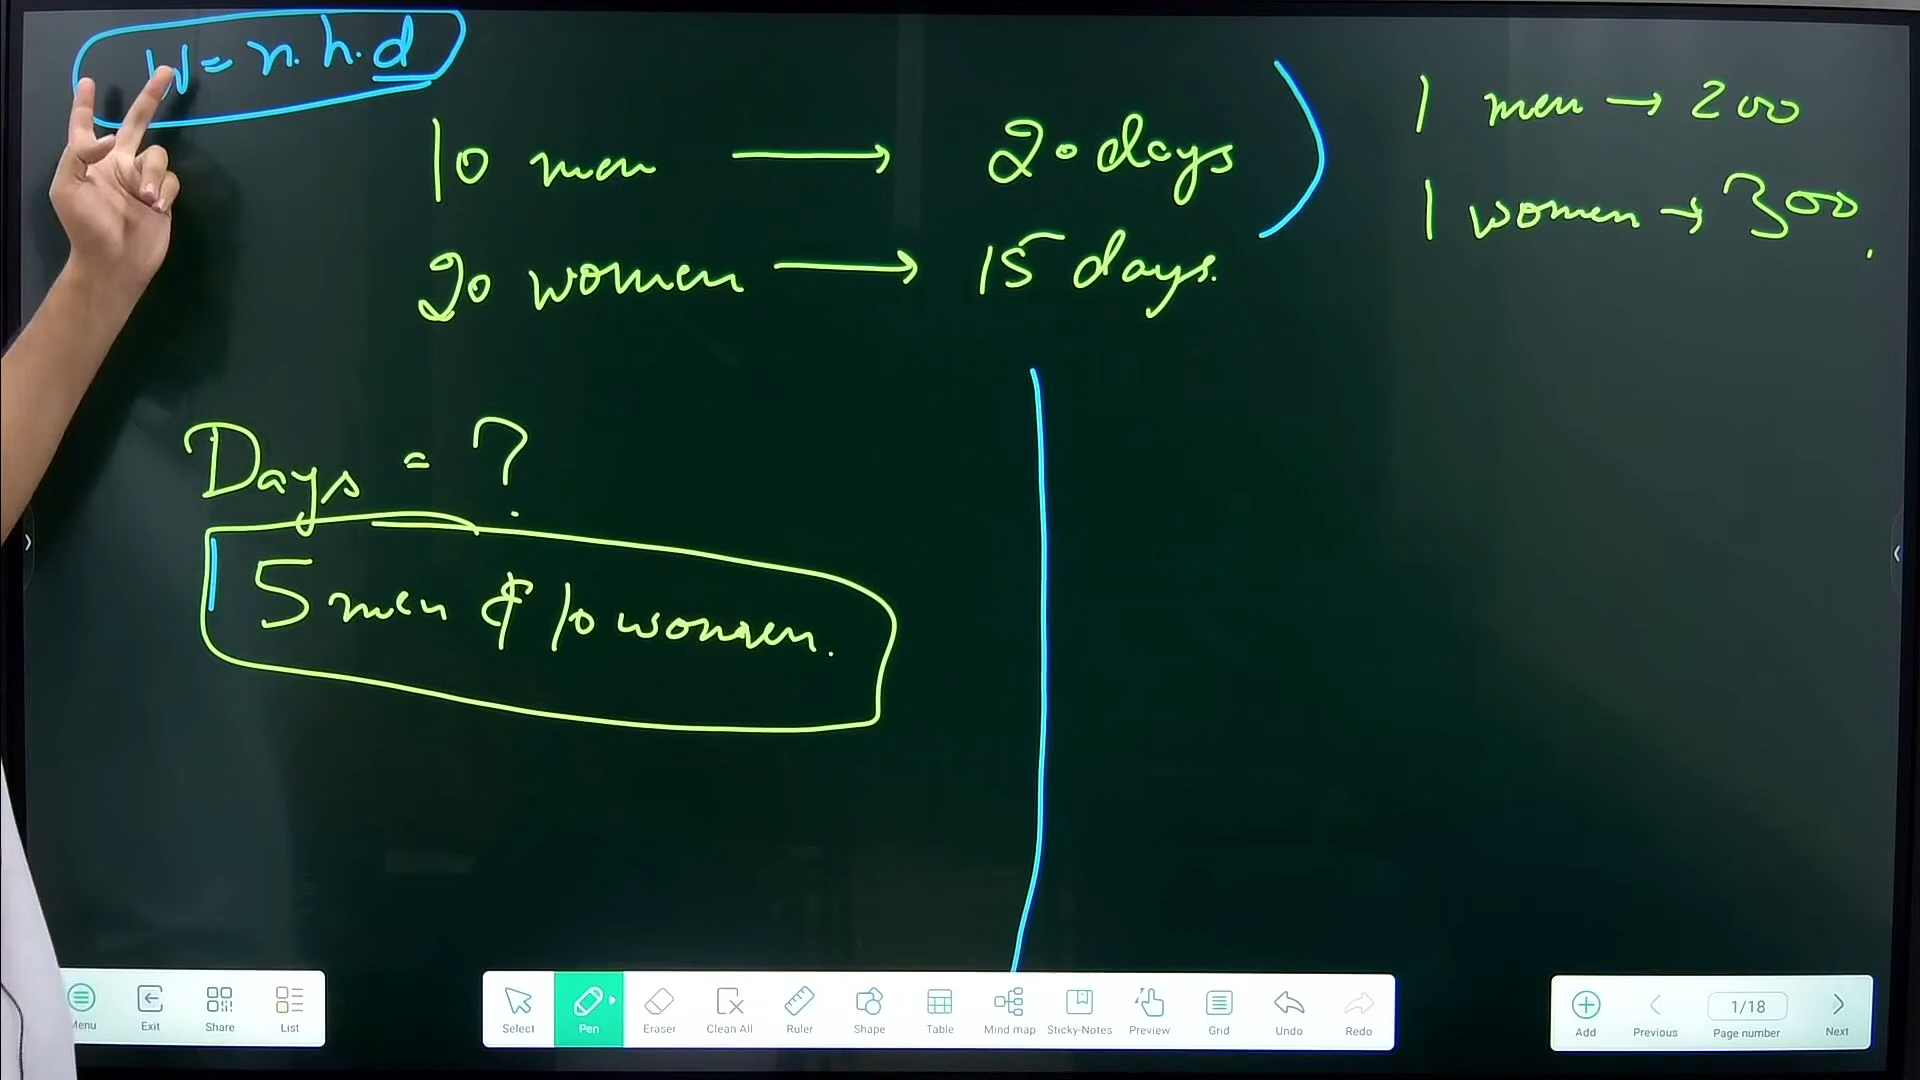 W = n. h. d
10 men → 20 days
20 women → 15 days.
1 men → 200
1 women → 300.
Days = ?
5 men & 10 women.
Menu
Exit
Share
List
Select
Pen
Eraser
Clean All
Ruler
Shape
Table
Mind map
Sticky-Notes
Preview
Grid
Undo
Redo
Add
Previous
1/18
Page number
Next